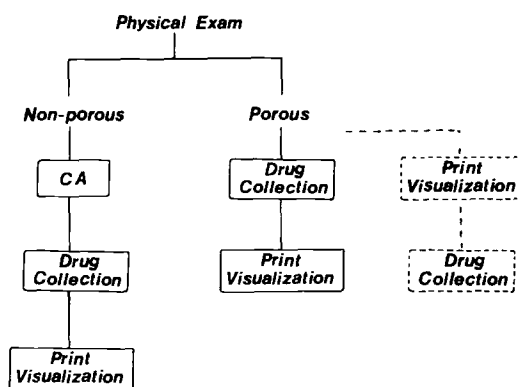 Physical Exam
Non-porous
Porous
CA
Drug
Collection
Print
Visualization
Drug
Collection
Print
Visualization
Print
Visualization
Drug
Collection